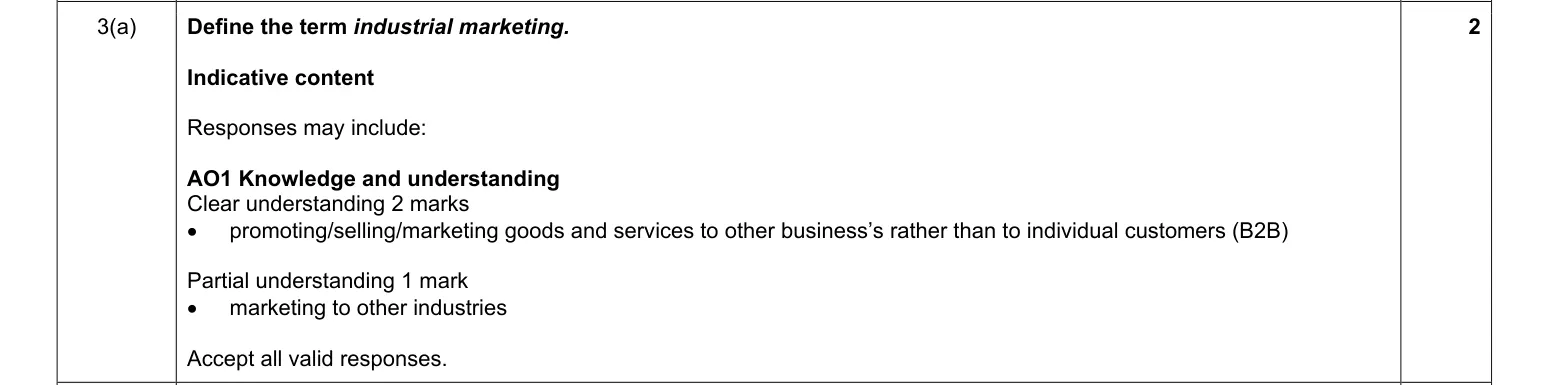 3(a) Define the term industrial marketing. 2
Indicative content
Responses may include:
AO1 Knowledge and understanding
Clear understanding 2 marks
• promoting/selling/marketing goods and services to other business’s rather than to individual customers (B2B)
Partial understanding 1 mark
• marketing to other industries
Accept all valid responses.